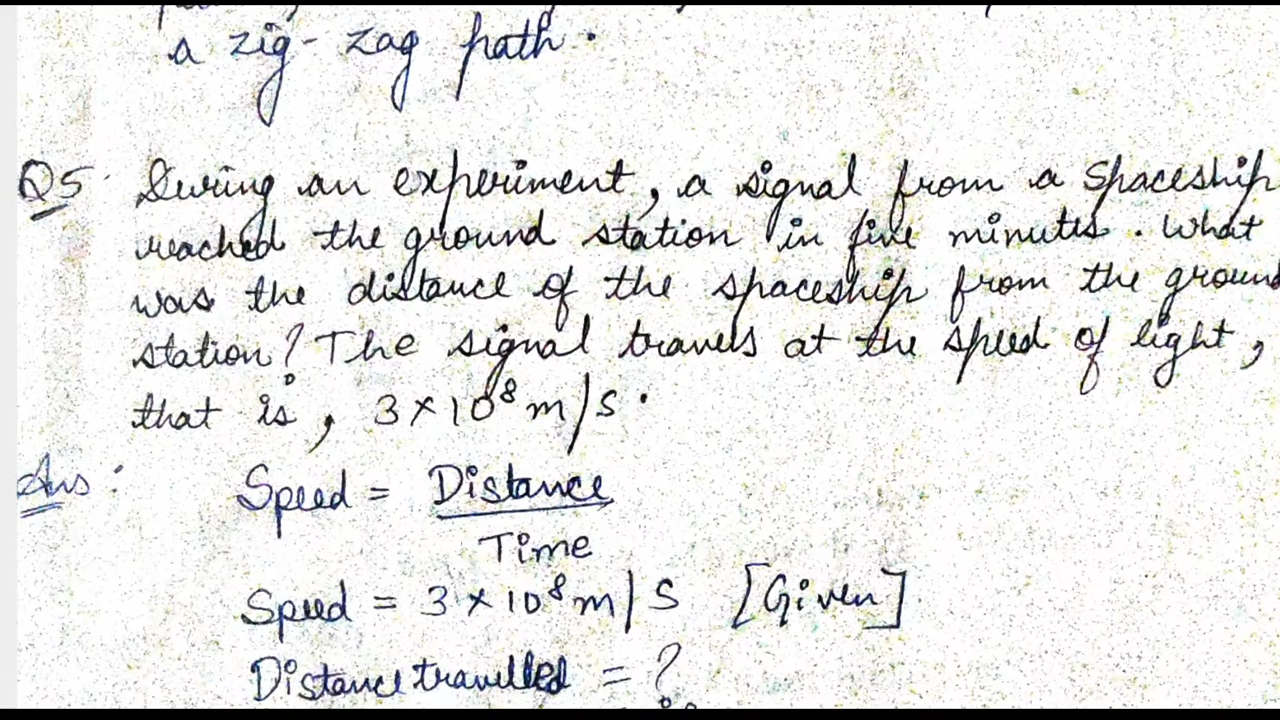 a zig-zag path.
Q5. During an experiment, a signal from a spaceship
reached the ground station in five minutes. What
was the distance of the spaceship from the ground
station? The signal travels at the speed of light,
that is, 3×10⁸m/s.
Ans: Speed = Distance
Time
Speed = 3×10⁸m/s [Given]
Distance travelled = ?